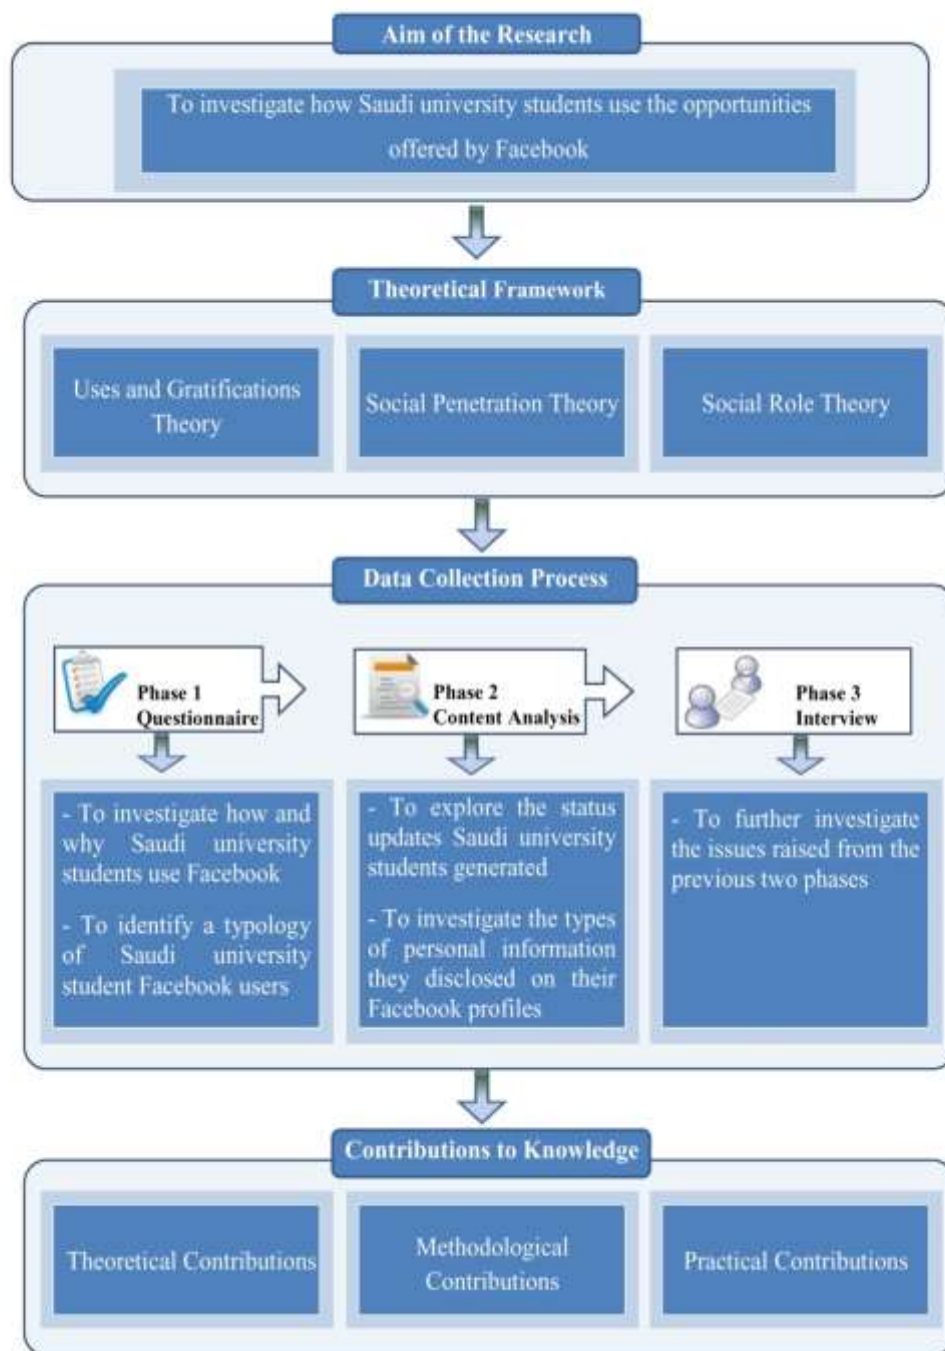 Aim of the Research
To investigate how Saudi university students use the opportunities
offered by Facebook
Theoretical Framework
Uses and Gratifications
Theory
Social Penetration Theory
Social Role Theory
Data Collection Process
Phase 1
Questionnaire
Phase 2
Content Analysis
Phase 3
Interview
- To investigate how and
why Saudi university
students use Facebook
- To identify a typology
of Saudi university
student Facebook users
- To explore the status
updates Saudi university
students generated
- To investigate the types
of personal information
they disclosed on their
Facebook profiles
- To further investigate
the issues raised from the
previous two phases
Contributions to Knowledge
Theoretical Contributions
Methodological
Contributions
Practical Contributions